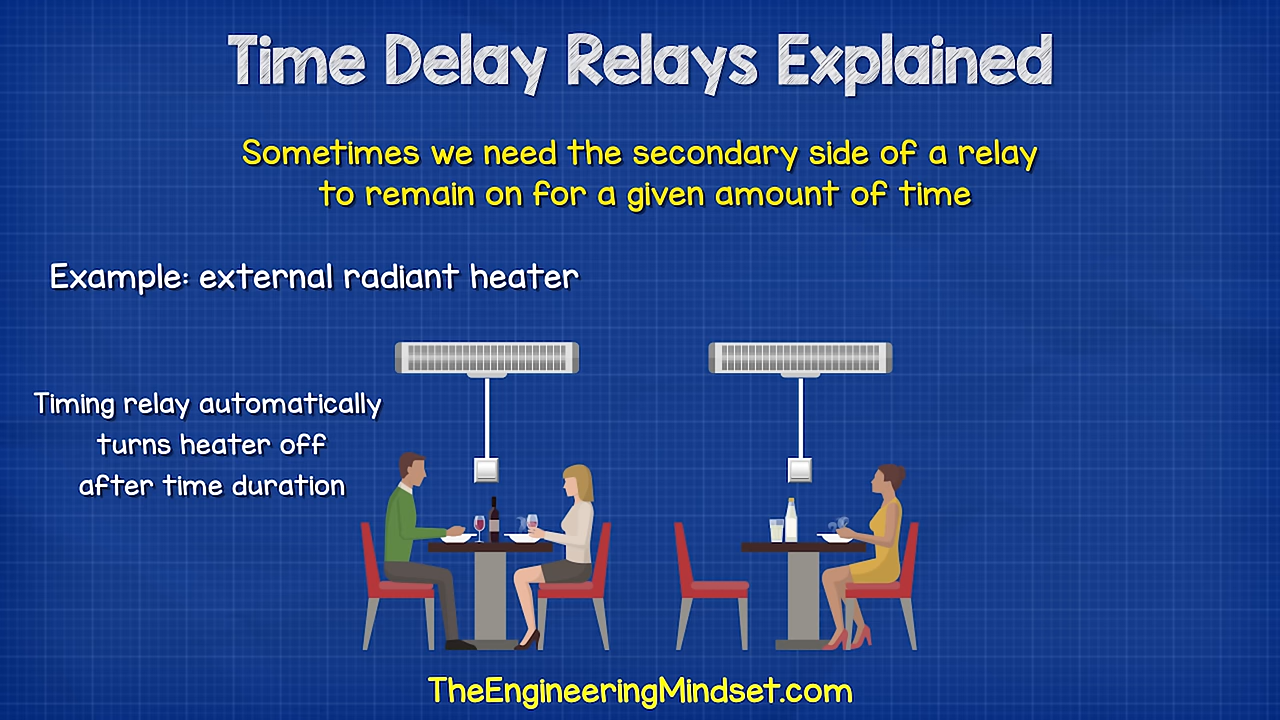 Time Delay Relays Explained
Sometimes we need the secondary side of a relay
to remain on for a given amount of time
Example: external radiant heater
Timing relay automatically
turns heater off
after time duration
TheEngineeringMindset.com